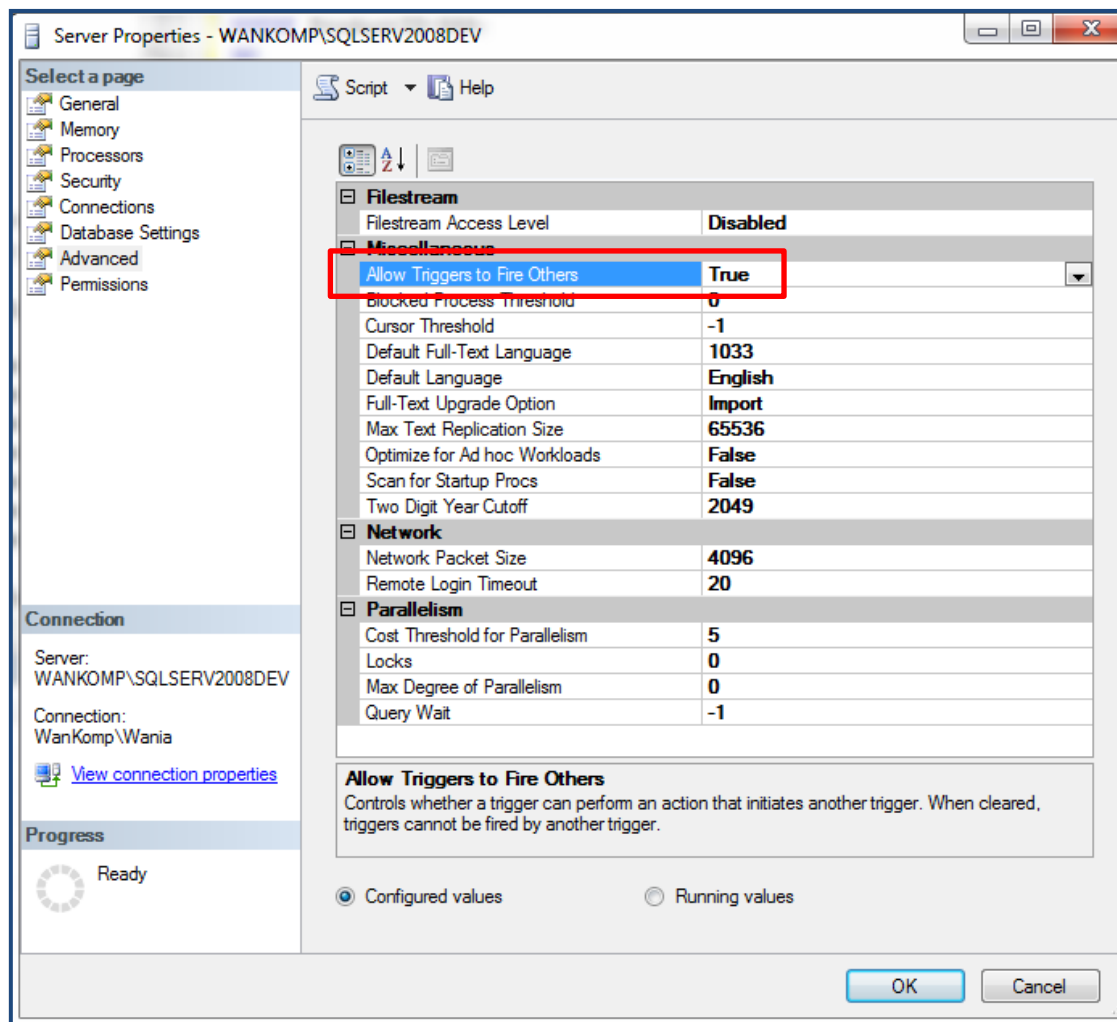 Server Properties - WANKOMP\SQLSERV2008DEV
Select a page
General
Memory
Processors
Security
Connections
Database Settings
Advanced
Permissions
Script Help
Filestream
Filestream Access Level Disabled
Miscellaneous
Allow Triggers to Fire Others True
Blocked Process Threshold 0
Cursor Threshold -1
Default Full-Text Language 1033
Default Language English
Full-Text Upgrade Option Import
Max Text Replication Size 65536
Optimize for Ad hoc Workloads False
Scan for Startup Procs False
Two Digit Year Cutoff 2049
Network
Network Packet Size 4096
Remote Login Timeout 20
Parallelism
Cost Threshold for Parallelism 5
Locks 0
Max Degree of Parallelism 0
Query Wait -1
Connection
Server:
WANKOMP\SQLSERV2008DEV
Connection:
WanKomp\Wania
View connection properties
Progress
Ready
Allow Triggers to Fire Others
Controls whether a trigger can perform an action that initiates another trigger. When cleared,
triggers cannot be fired by another trigger.
Configured values Running values
OK Cancel